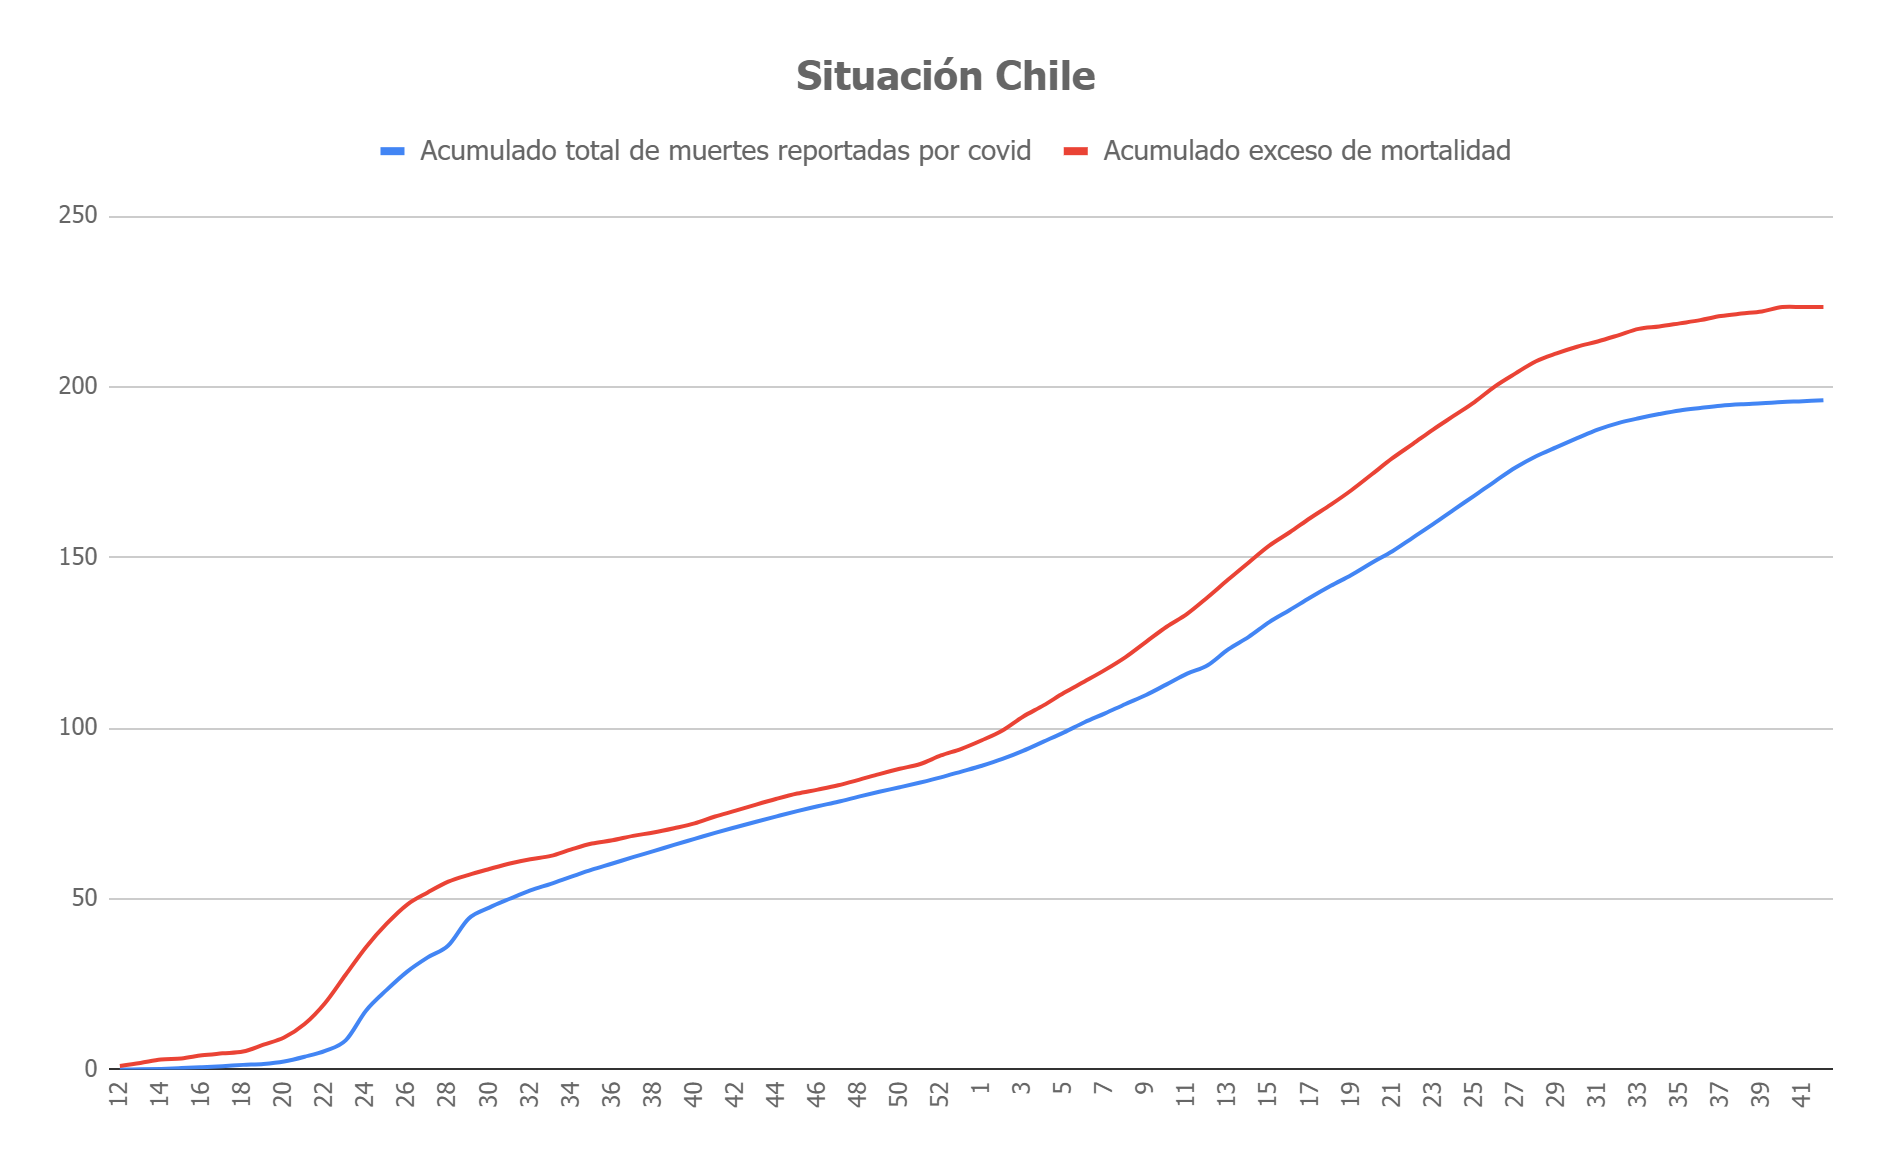 Situación Chile
Acumulado total de muertes reportadas por covid Acumulado exceso de mortalidad
250
200
150
100
50
0
12 14 16 18 20 22 24 26 28 30 32 34 36 38 40 42 44 46 48 50 52 1 3 5 7 9 11 13 15 17 19 21 23 25 27 29 31 33 35 37 39 41